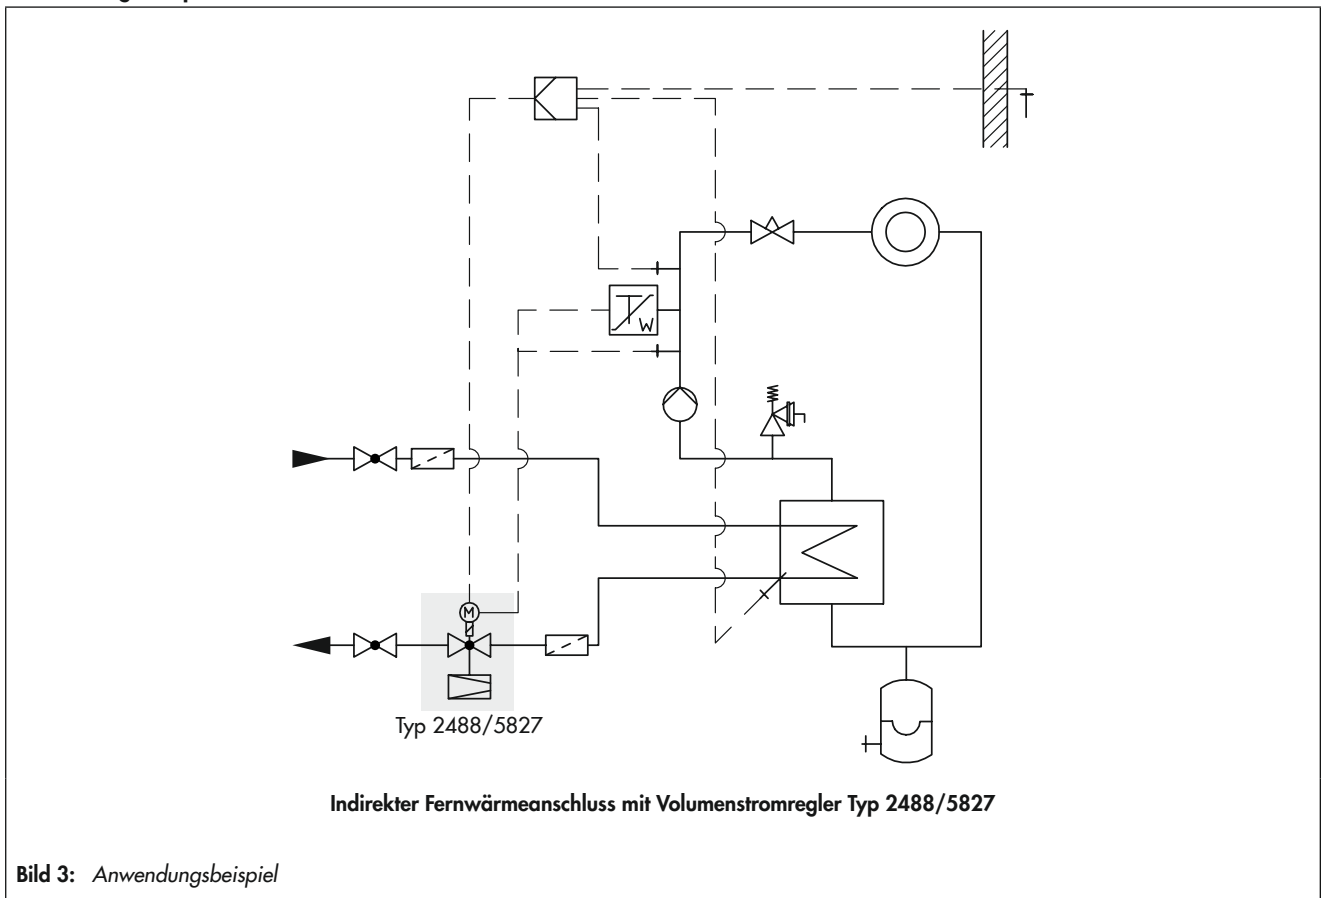 W
M
Typ 2488/5827
Indirekter Fernwärmeanschluss mit Volumenstromregler Typ 2488/5827
Bild 3: Anwendungsbeispiel